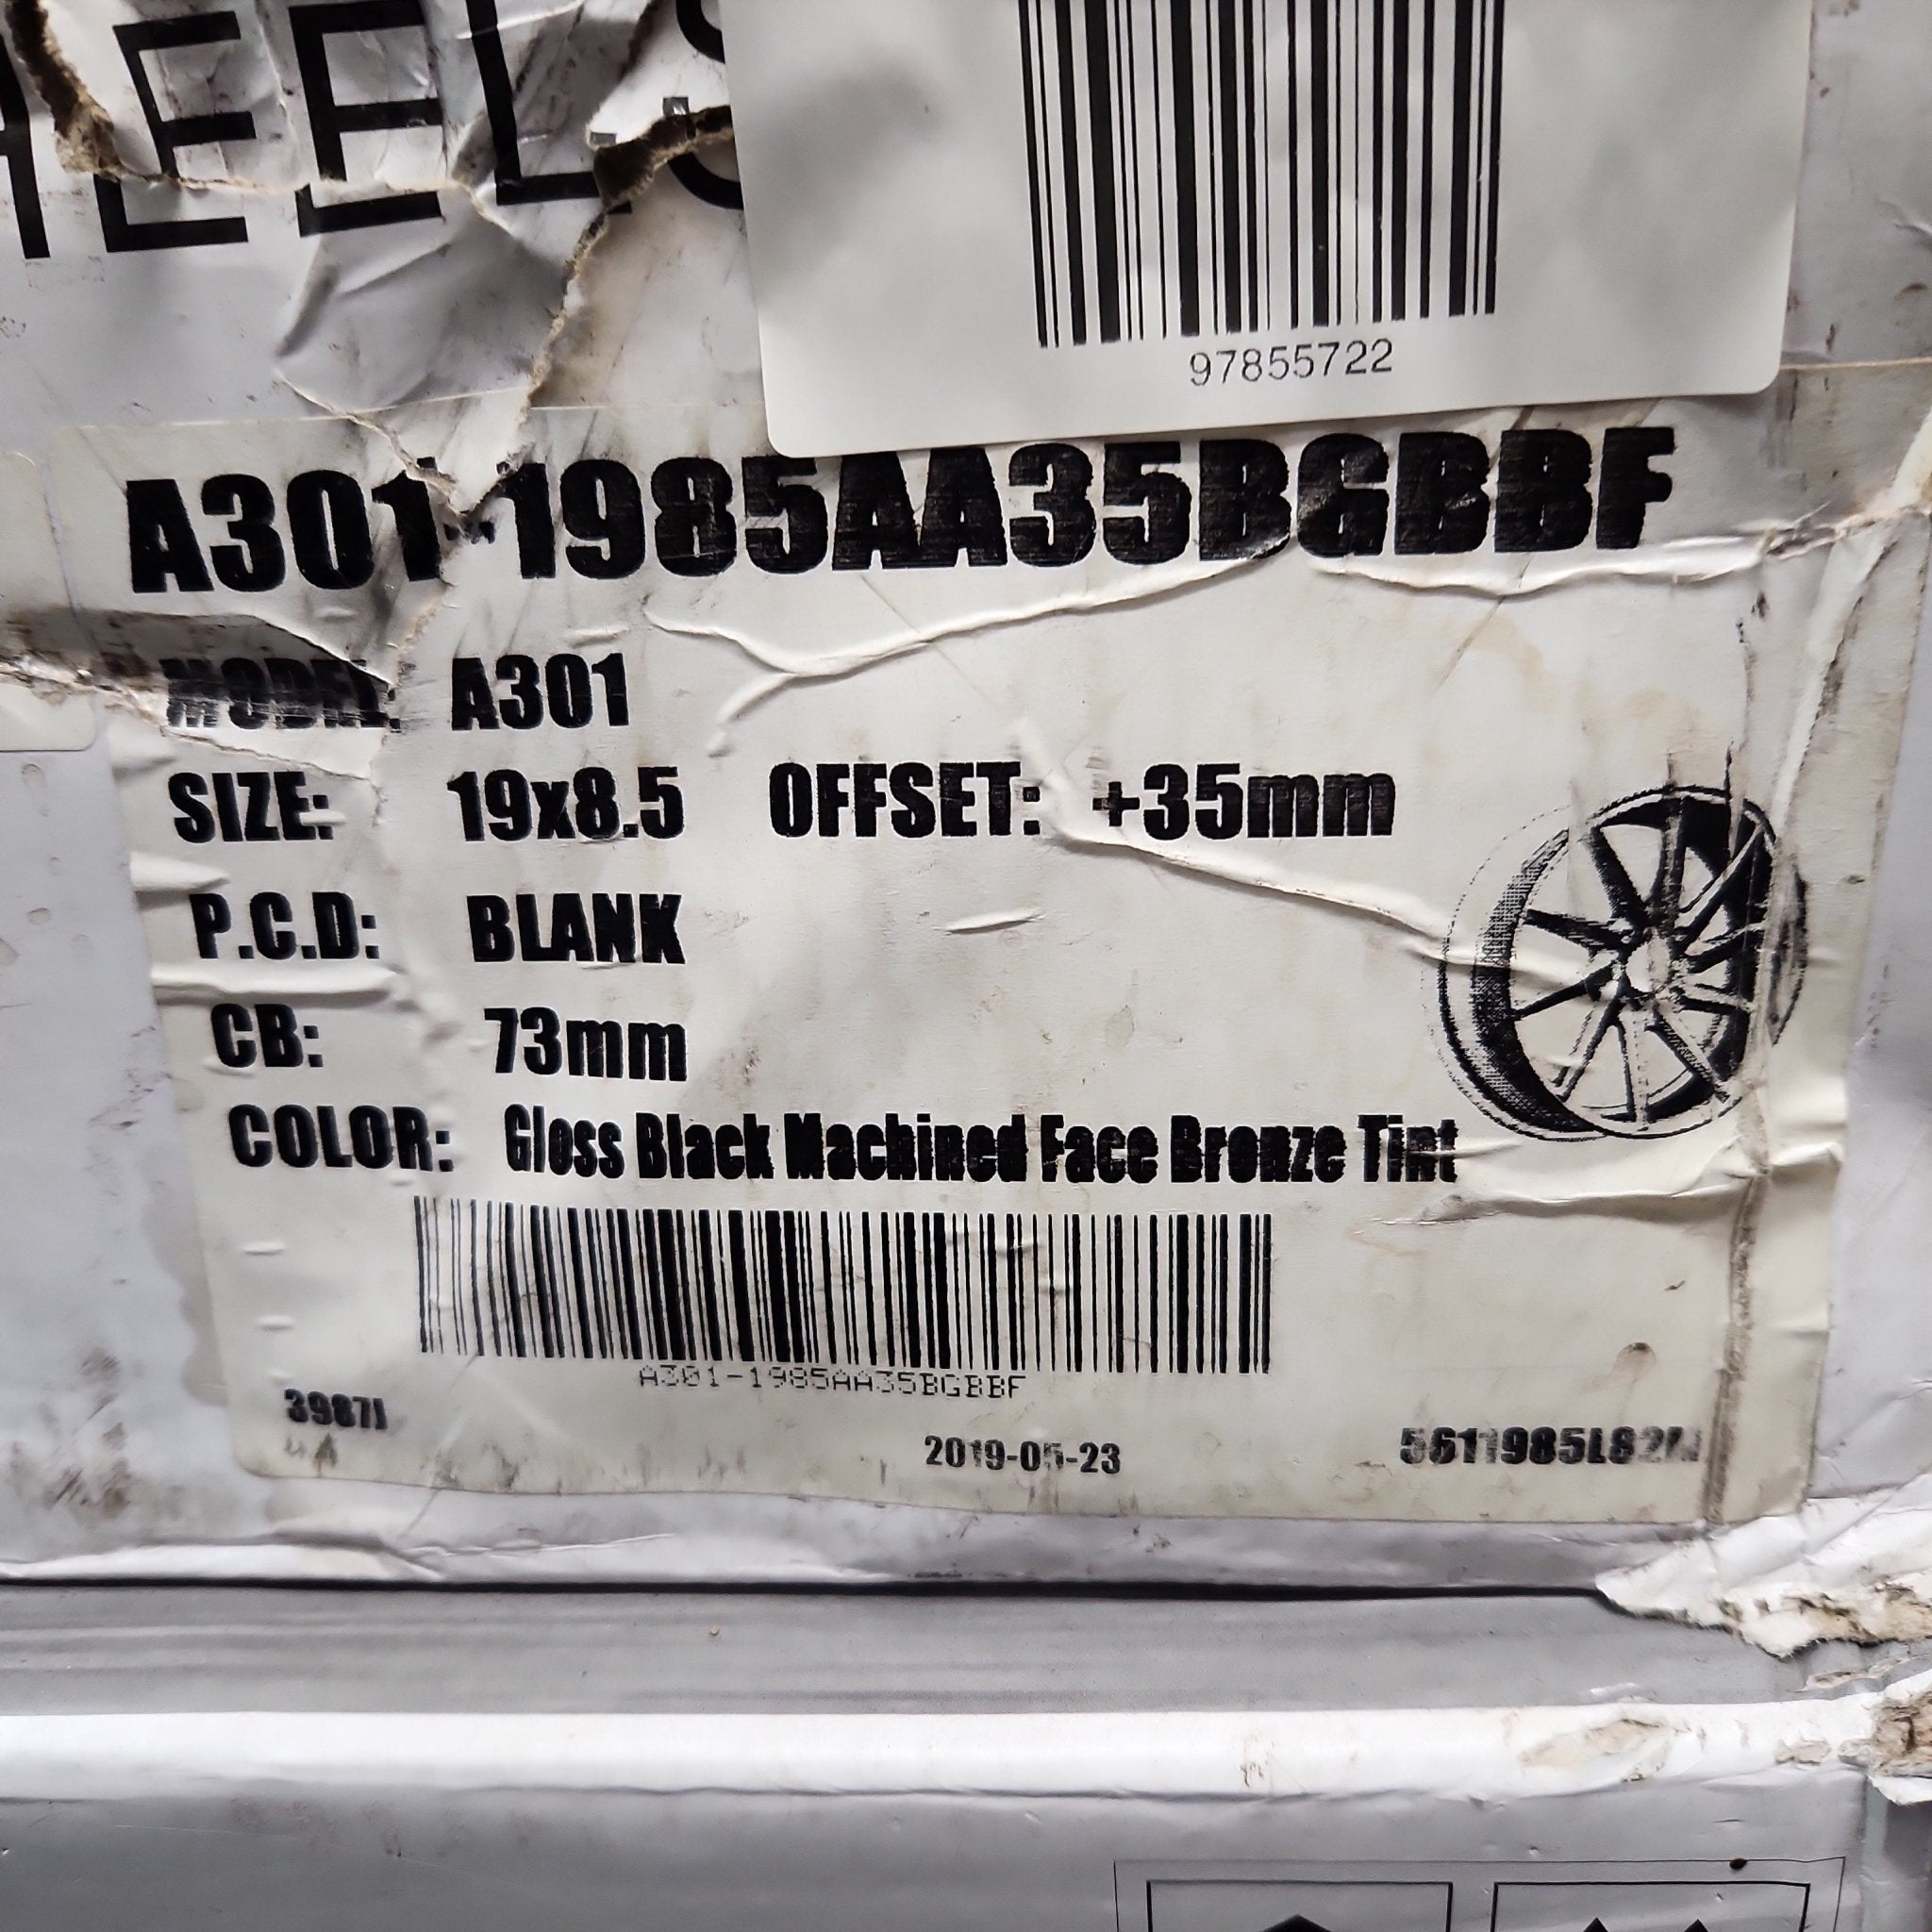 HEELS
97855722
A301-1985AA35BGBBF
MODEL: A301
SIZE: 19x8.5 OFFSET: +35mm
P.C.D: BLANK
CB: 73mm
COLOR: Gloss Black Machined Face Bronze Tint
A301-1985AA35BGBBF
2019-05-23